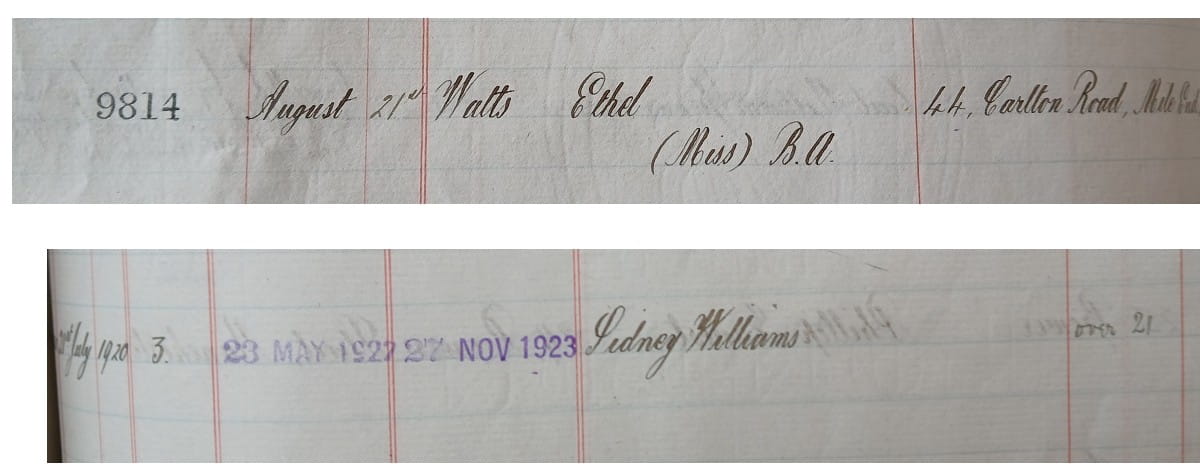 9814 August 21st Watts Ethel 44, Carlton Road, Mile End
(Miss) B.A.
July 1920 3. 23 MAY 1922 27 NOV 1923 Sidney Williams over 21